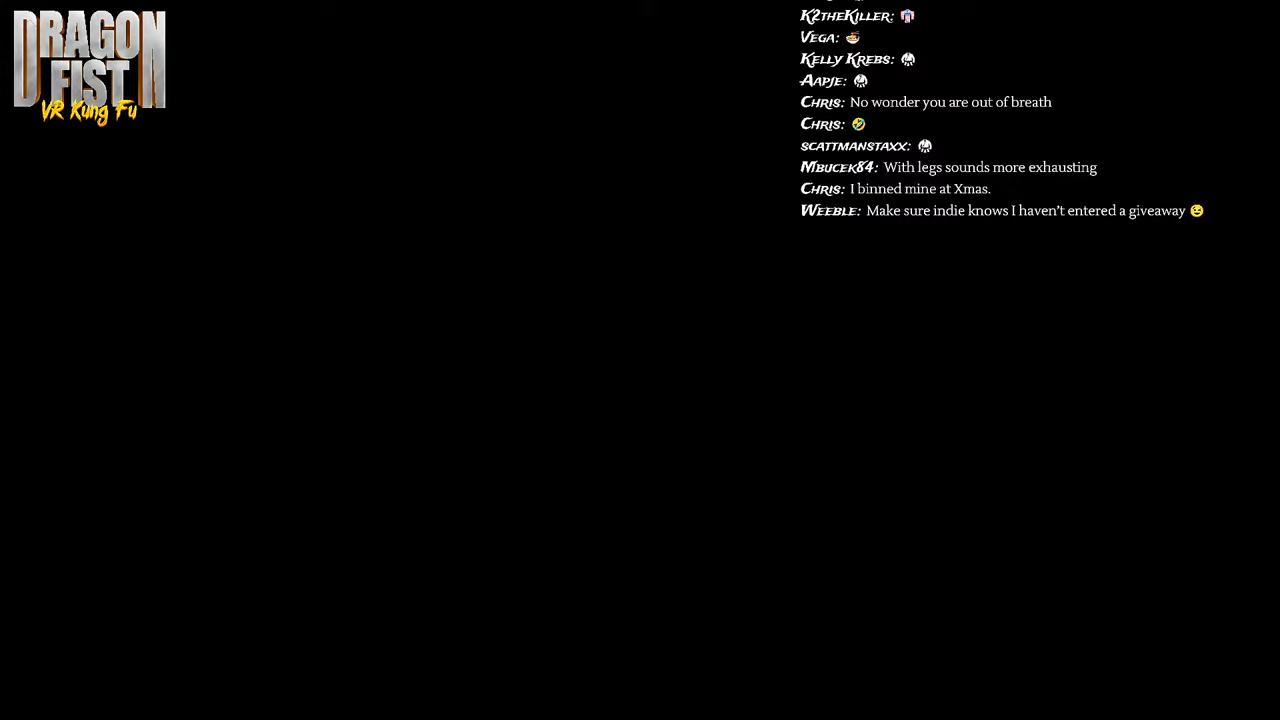 DRAGON
FIST
VR Kung Fu
K2theK1ller:
Vega: 🍜
Kelly Krebs:
Aapje:
Chris: No wonder you are out of breath
Chris: 🤣
scattmanstaxx:
Mbucek84: With legs sounds more exhausting
Chris: I binned mine at Xmas.
Weeble: Make sure indie knows I haven't entered a giveaway 😉